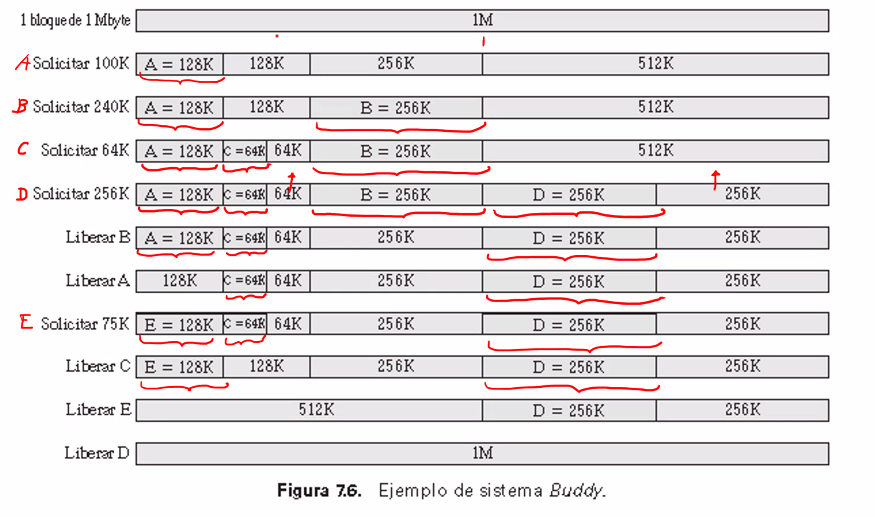 1 bloque de 1 Mbyte 1M
A Solicitar 100K A = 128K 128K 256K 512K
B Solicitar 240K A = 128K 128K B = 256K 512K
C Solicitar 64K A = 128K C = 64K 64K B = 256K 512K
D Solicitar 256K A = 128K C = 64K 64K B = 256K D = 256K 256K
Liberar B A = 128K C = 64K 64K 256K D = 256K 256K
Liberar A 128K C = 64K 64K 256K D = 256K 256K
E Solicitar 75K E = 128K C = 64K 64K 256K D = 256K 256K
Liberar C E = 128K 128K 256K D = 256K 256K
Liberar E 512K D = 256K 256K
Liberar D 1M
Figura 7.6. Ejemplo de sistema Buddy.